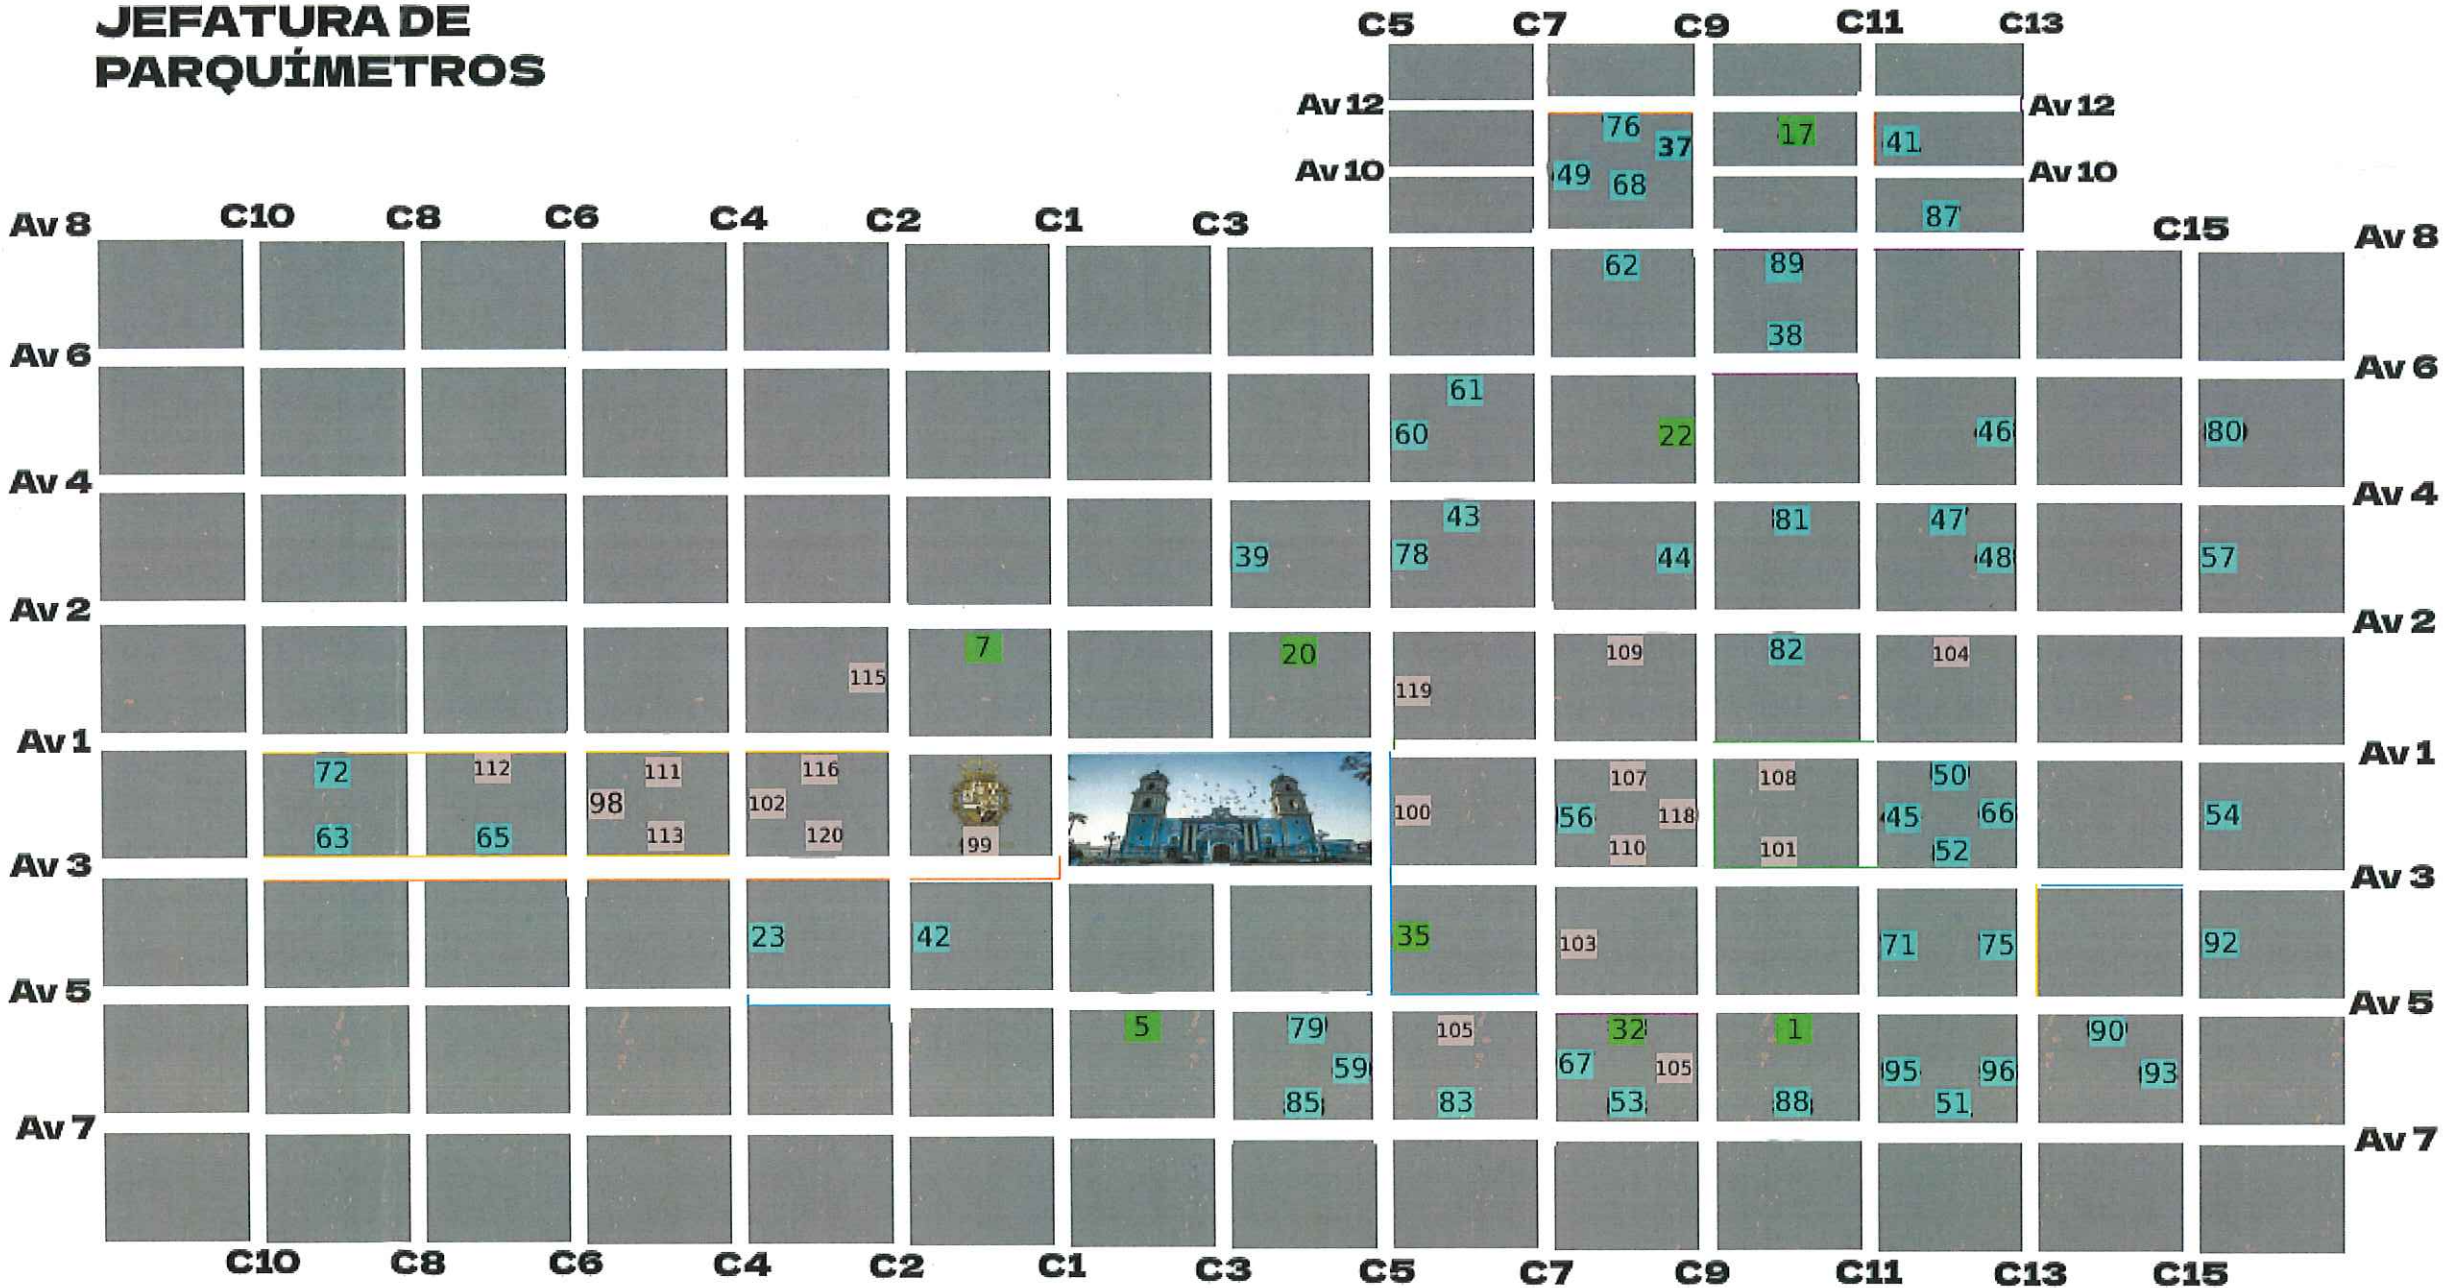 JEFATURA DE
PARQUÍMETROS
C5 C7 C9 C11 C13
Av 12 Av 12
76 37 17 41
Av 10 Av 10
49 68
87
Av 8 C10 C8 C6 C4 C2 C1 C3 C15 Av 8
62 89
38
Av 6 Av 6
61
60 22 46 80
Av 4 Av 4
43 81 47
39 78 44 48 57
Av 2 Av 2
7 20 109 82 104
115 119
Av 1 Av 1
72 112 111 116 107 108 50
98 102 100 56 118 45 66 54
63 65 113 120 99 110 101 52
Av 3 Av 3
23 42 35 103 71 75 92
Av 5 Av 5
5 79 105 32 1 90
59 67 105 95 96 93
85 83 53 88 51
Av 7 Av 7
C10 C8 C6 C4 C2 C1 C3 C5 C7 C9 C11 C13 C15